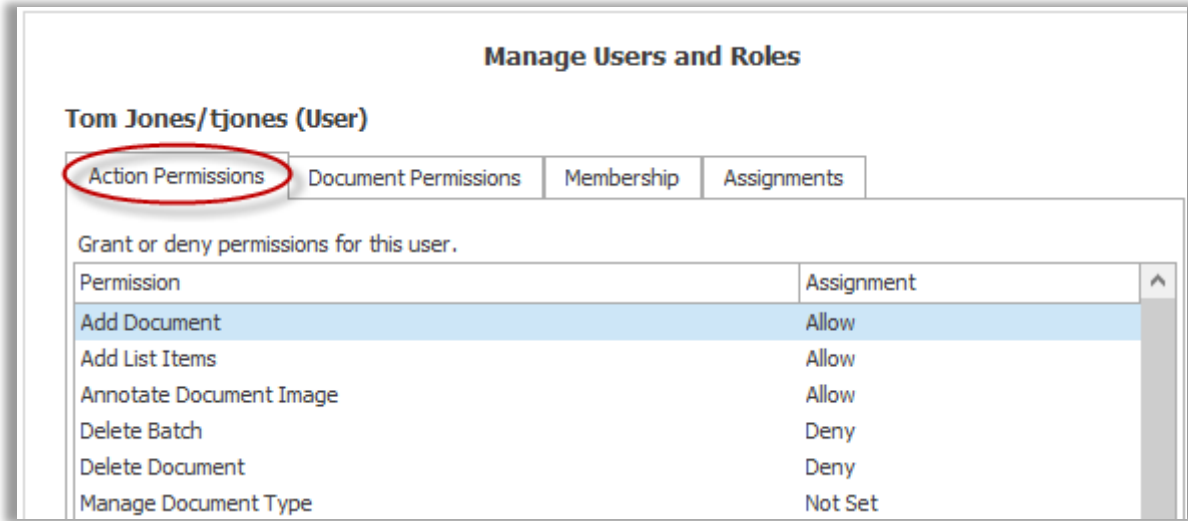 Manage Users and Roles
Tom Jones/tjones (User)
Action Permissions Document Permissions Membership Assignments
Grant or deny permissions for this user.
Permission Assignment
Add Document Allow
Add List Items Allow
Annotate Document Image Allow
Delete Batch Deny
Delete Document Deny
Manage Document Type Not Set